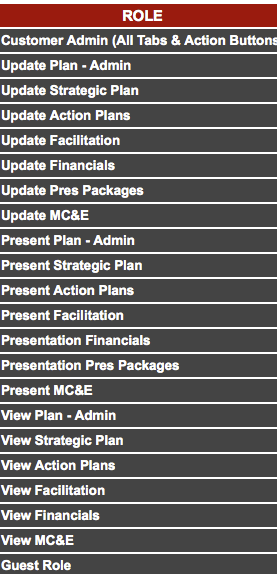 ROLE
Customer Admin (All Tabs & Action Buttons
Update Plan - Admin
Update Strategic Plan
Update Action Plans
Update Facilitation
Update Financials
Update Pres Packages
Update MC&E
Present Plan - Admin
Present Strategic Plan
Present Action Plans
Present Facilitation
Presentation Financials
Presentation Pres Packages
Present MC&E
View Plan - Admin
View Strategic Plan
View Action Plans
View Facilitation
View Financials
View MC&E
Guest Role